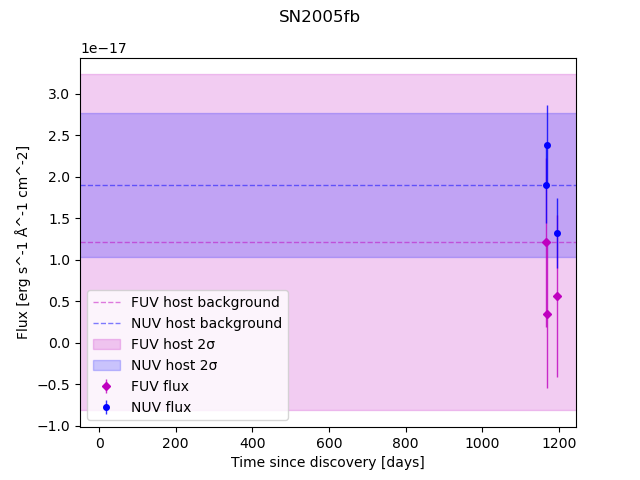 SN2005fb
1e−17
3.0
2.5
2.0
1.5
1.0
0.5
0.0
−0.5
−1.0
Flux [erg s^-1 Å^-1 cm^-2]
FUV host background
NUV host background
FUV host 2σ
NUV host 2σ
FUV flux
NUV flux
0 200 400 600 800 1000 1200
Time since discovery [days]